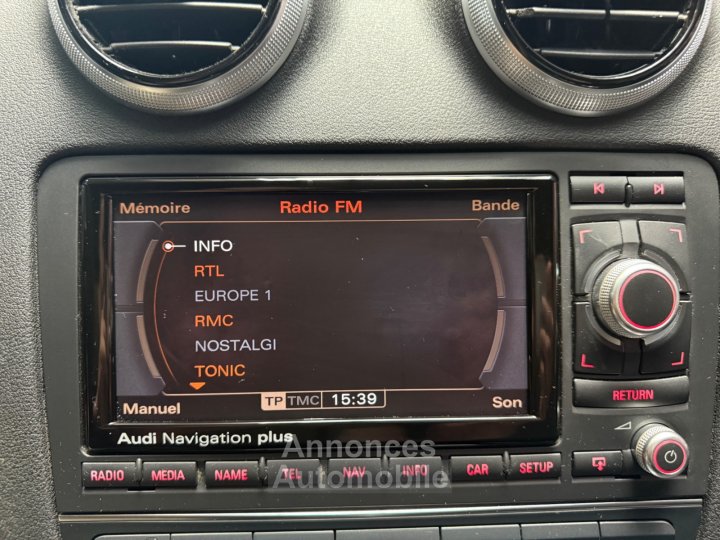 Mémoire Radio FM Bande
INFO
RTL
EUROPE 1
RMC
NOSTALGI
TONIC
TP TMC 15:39
Manuel Son
RETURN
Audi Navigation plus
RADIO MEDIA NAME TEL NAV INFO CAR SETUP
Annonces
Automobile